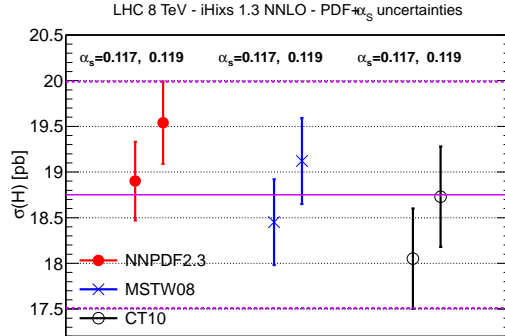 LHC 8 TeV - iHixs 1.3 NNLO - PDF+αS uncertainties
αs=0.117, 0.119 αs=0.117, 0.119 αs=0.117, 0.119
σ(H) [pb]
20.5
20
19.5
19
18.5
18
17.5
NNPDF2.3
MSTW08
CT10